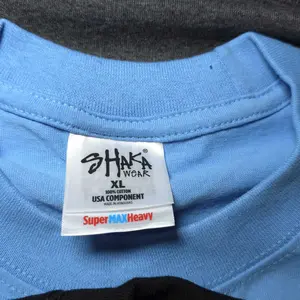 SHAKA®
WEAR
XL
100% COTTON
USA COMPONENT
SuperMAXHeavy